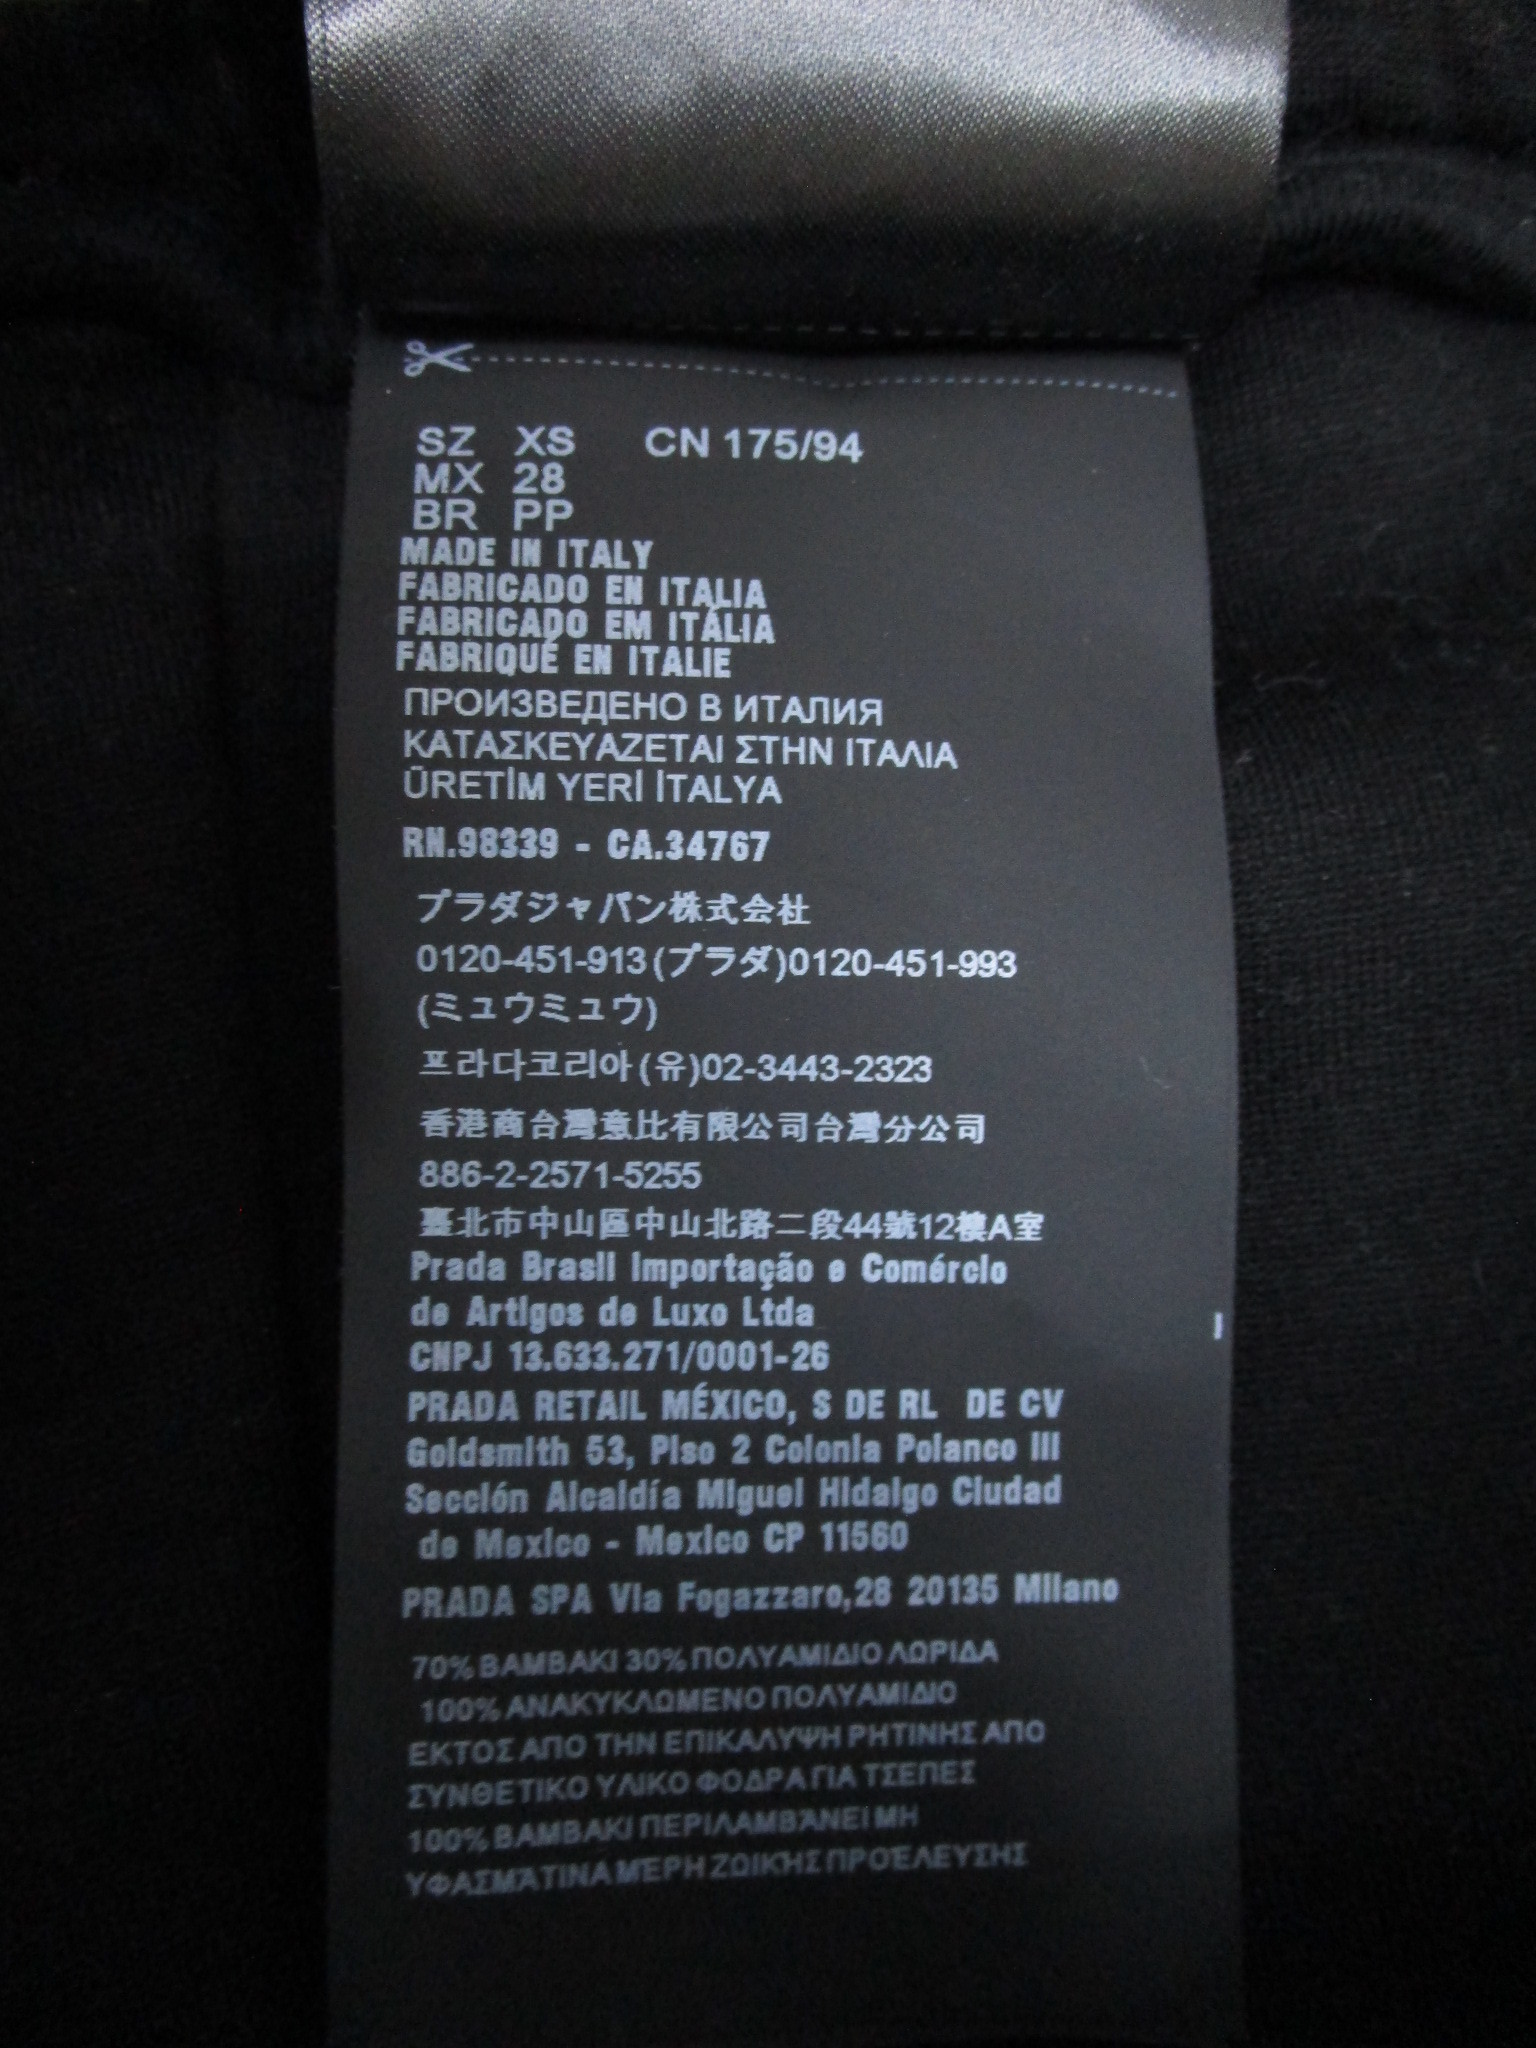 SZ XS CN 175/94
MX 28
BR PP
MADE IN ITALY
FABRICADO EN ITALIA
FABRICADO EM ITÁLIA
FABRIQUÉ EN ITALIE
ПРОИЗВЕДЕНО В ИТАЛИЯ
ΚΑΤΑΣΚΕΥΑΖΕΤΑΙ ΣΤΗΝ ΙΤΑΛΙΑ
ÜRETİM YERİ İTALYA
RN.98339 - CA.34767
プラダジャパン株式会社
0120-451-913(プラダ)0120-451-993
(ミュウミュウ)
프라다코리아(유)02-3443-2323
香港商台灣意比有限公司台灣分公司
886-2-2571-5255
臺北市中山區中山北路二段44號12樓A室
Prada Brasil Importação e Comércio
de Artigos de Luxo Ltda
CNPJ 13.633.271/0001-26
PRADA RETAIL MÉXICO, S DE RL DE CV
Goldsmith 53, Piso 2 Colonia Polanco III
Sección Alcaldía Miguel Hidalgo Ciudad
de Mexico - Mexico CP 11560
PRADA SPA Via Fogazzaro,28 20135 Milano
70% ΒΑΜΒΑΚΙ 30% ΠΟΛΥΑΜΙΔΙΟ ΛΩΡΙΔΑ
100% ΑΝΑΚΥΚΛΩΜΕΝΟ ΠΟΛΥΑΜΙΔΙΟ
ΕΚΤΟΣ ΑΠΟ ΤΗΝ ΕΠΙΚΑΛΥΨΗ ΡΗΤΙΝΗΣ ΑΠΟ
ΣΥΝΘΕΤΙΚΟ ΥΛΙΚΟ ΦΟΔΡΑ ΓΙΑ ΤΣΕΠΕΣ
100% ΒΑΜΒΑΚΙ ΠΕΡΙΛΑΜΒΆΝΕΙ ΜΗ
ΥΦΑΣΜΆΤΙΝΑ ΜΈΡΗ ΖΩΙΚΉΣ ΠΡΟΈΛΕΥΣΗΣ